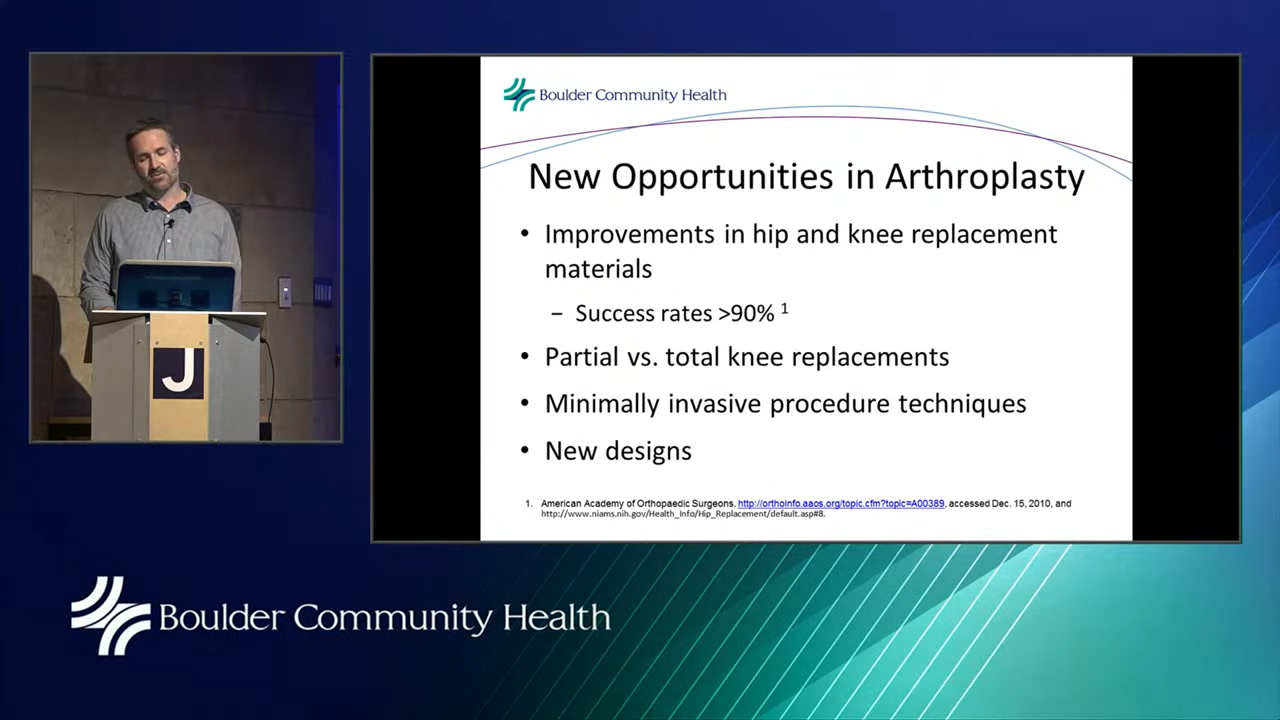 J
Boulder Community Health
New Opportunities in Arthroplasty
• Improvements in hip and knee replacement
materials
– Success rates >90% 1
• Partial vs. total knee replacements
• Minimally invasive procedure techniques
• New designs
1. American Academy of Orthopaedic Surgeons. http://orthoinfo.aaos.org/topic.cfm?topic=A00389, accessed Dec. 15, 2010, and
http://www.niams.nih.gov/Health_Info/Hip_Replacement/default.asp#8.
Boulder Community Health